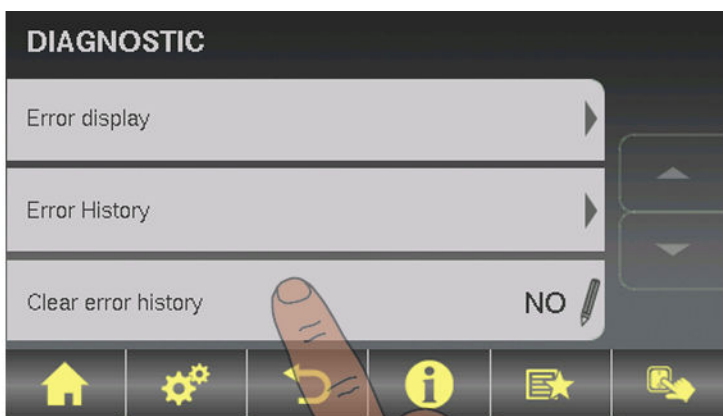 DIAGNOSTIC
Error display
Error History
Clear error history NO